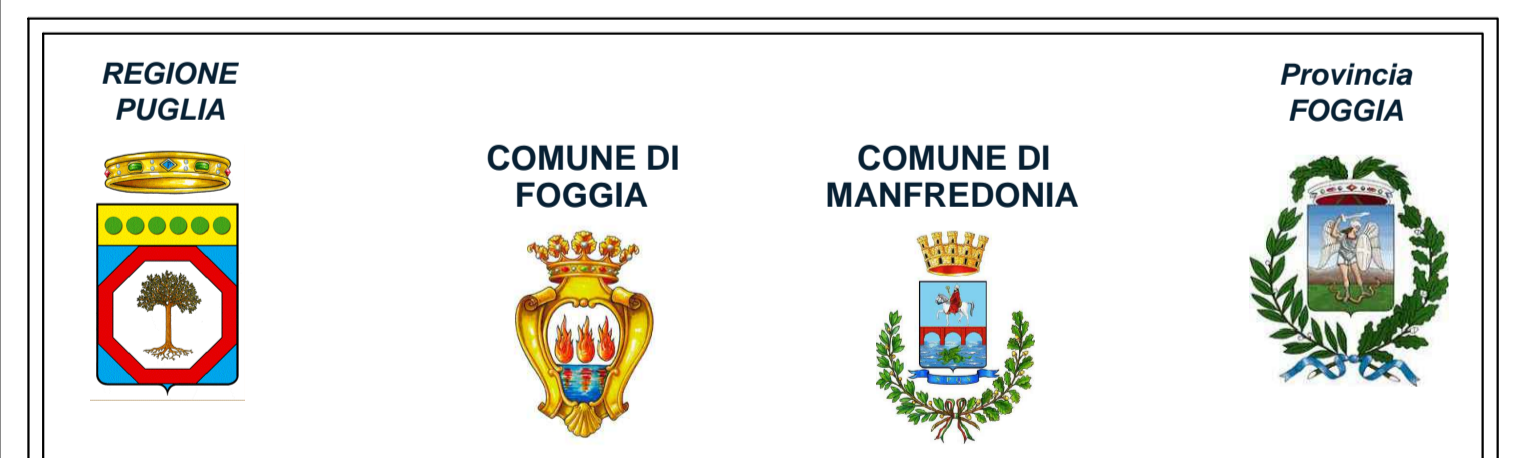 REGIONE
PUGLIA
COMUNE DI
FOGGIA
COMUNE DI
MANFREDONIA
Provincia
FOGGIA